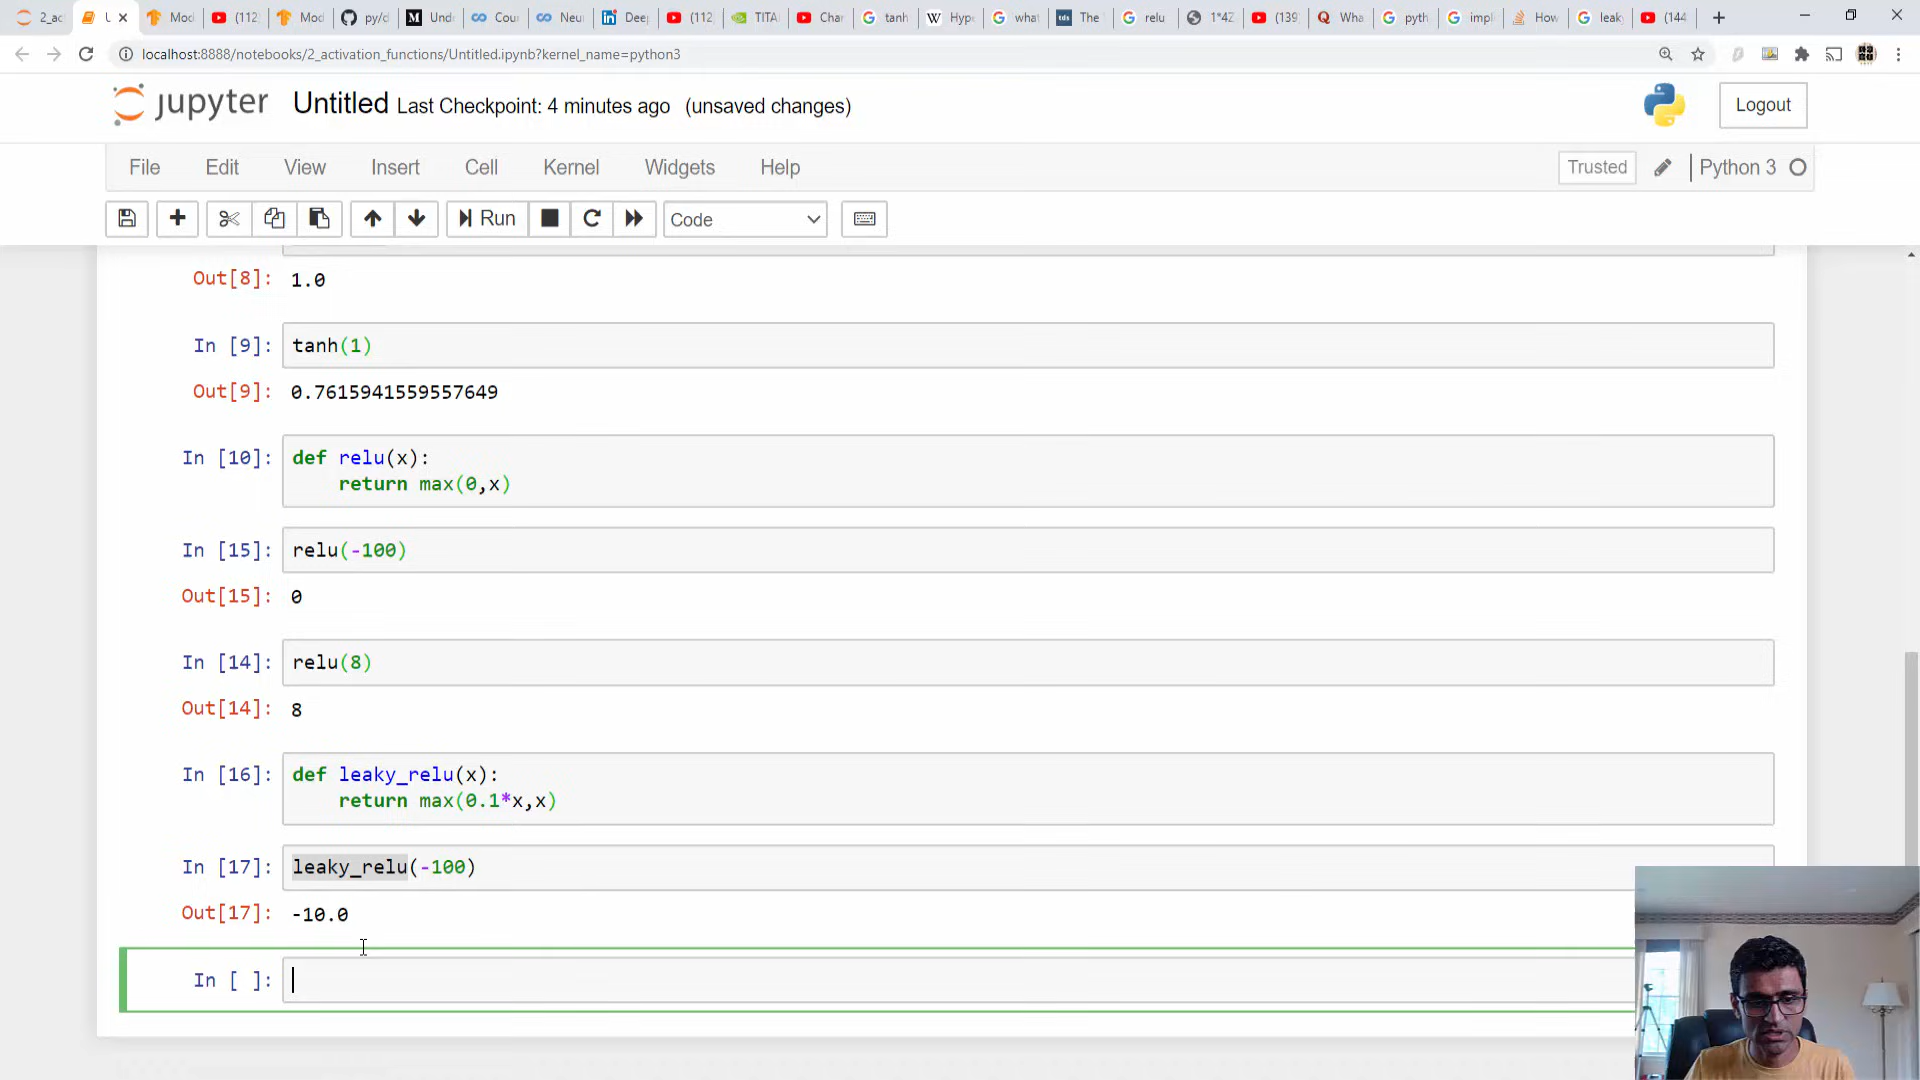 2_ac
U
Mod
(112
Mod
py/d
Und
Cou
Neu
Dee
(112
TITA
Cha
tanh
Hype
what
The
relu
1*4Z
(139
Wha
pyth
impl
How
leak
(144
localhost:8888/notebooks/2_activation_functions/Untitled.ipynb?kernel_name=python3
jupyter Untitled Last Checkpoint: 4 minutes ago (unsaved changes)
Logout
File Edit View Insert Cell Kernel Widgets Help
Trusted
Python 3
Run
Code
Out[8]: 1.0
In [9]: tanh(1)
Out[9]: 0.7615941559557649
In [10]: def relu(x):
return max(0,x)
In [15]: relu(-100)
Out[15]: 0
In [14]: relu(8)
Out[14]: 8
In [16]: def leaky_relu(x):
return max(0.1*x,x)
In [17]: leaky_relu(-100)
Out[17]: -10.0
In [ ]: